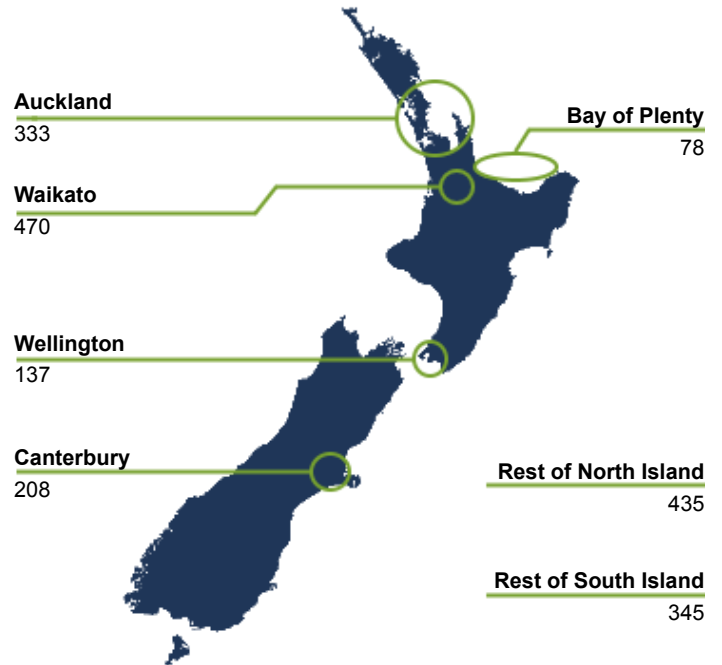 Auckland
333
Bay of Plenty
78
Waikato
470
Wellington
137
Canterbury
208
Rest of North Island
435
Rest of South Island
345